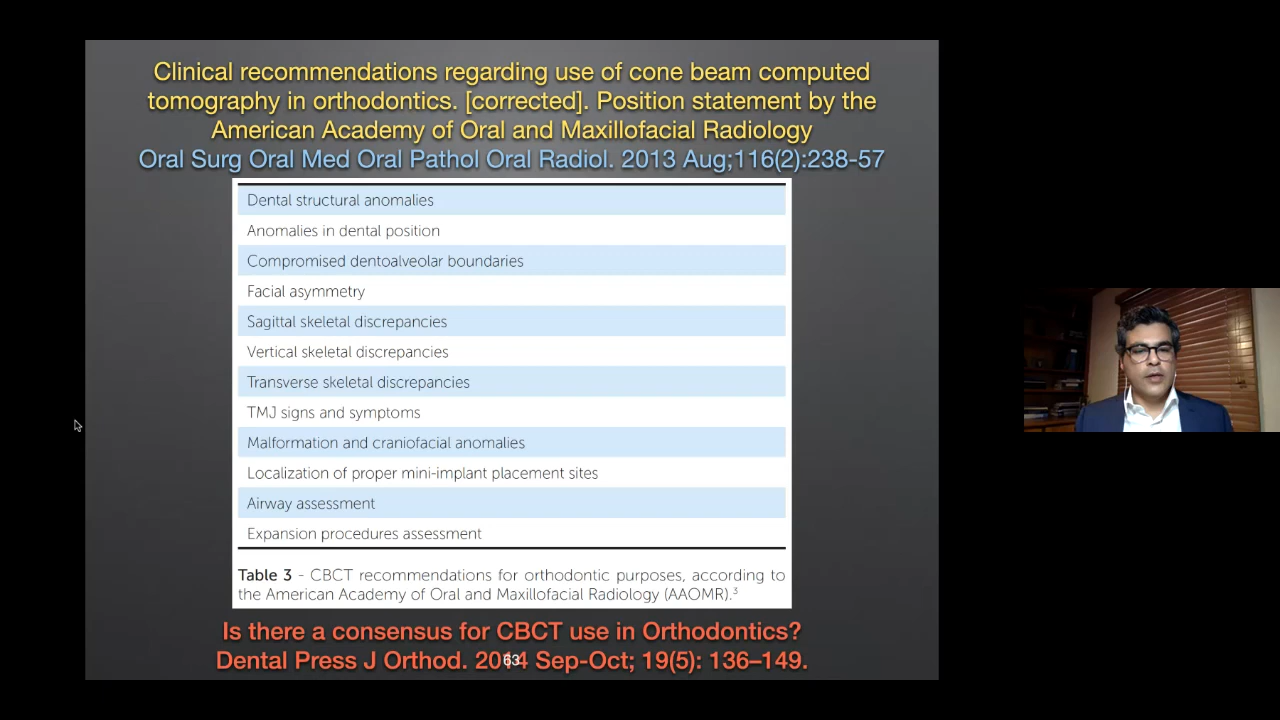 Clinical recommendations regarding use of cone beam computed
tomography in orthodontics. [corrected]. Position statement by the
American Academy of Oral and Maxillofacial Radiology
Oral Surg Oral Med Oral Pathol Oral Radiol. 2013 Aug;116(2):238-57
Dental structural anomalies
Anomalies in dental position
Compromised dentoalveolar boundaries
Facial asymmetry
Sagittal skeletal discrepancies
Vertical skeletal discrepancies
Transverse skeletal discrepancies
TMJ signs and symptoms
Malformation and craniofacial anomalies
Localization of proper mini-implant placement sites
Airway assessment
Expansion procedures assessment
Table 3 - CBCT recommendations for orthodontic purposes, according to
the American Academy of Oral and Maxillofacial Radiology (AAOMR).3
Is there a consensus for CBCT use in Orthodontics?
Dental Press J Orthod. 2014 Sep-Oct; 19(5): 136–149.
63